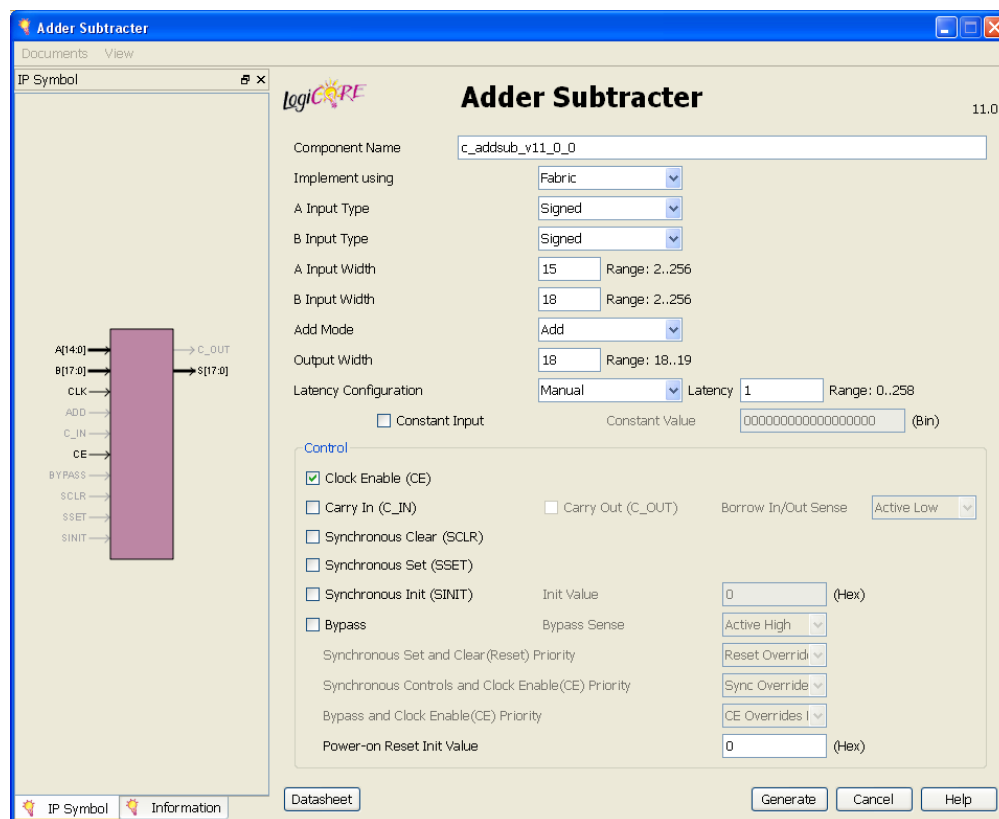 Adder Subtracter
Documents View
IP Symbol
A[14:0]
B[17:0]
CLK
ADD
C_IN
CE
BYPASS
SCLR
SSET
SINIT
C_OUT
S[17:0]
IP Symbol
Information
LogiCORE
Adder Subtracter
11.0
Component Name c_addsub_v11_0_0
Implement using Fabric
A Input Type Signed
B Input Type Signed
A Input Width 15 Range: 2..256
B Input Width 18 Range: 2..256
Add Mode Add
Output Width 18 Range: 18..19
Latency Configuration Manual Latency 1 Range: 0..258
Constant Input Constant Value 000000000000000000 (Bin)
Control
Clock Enable (CE)
Carry In (C_IN) Carry Out (C_OUT) Borrow In/Out Sense Active Low
Synchronous Clear (SCLR)
Synchronous Set (SSET)
Synchronous Init (SINIT) Init Value 0 (Hex)
Bypass Bypass Sense Active High
Synchronous Set and Clear(Reset) Priority Reset Overrid
Synchronous Controls and Clock Enable(CE) Priority Sync Override
Bypass and Clock Enable(CE) Priority CE Overrides
Power-on Reset Init Value 0 (Hex)
Datasheet
Generate Cancel Help